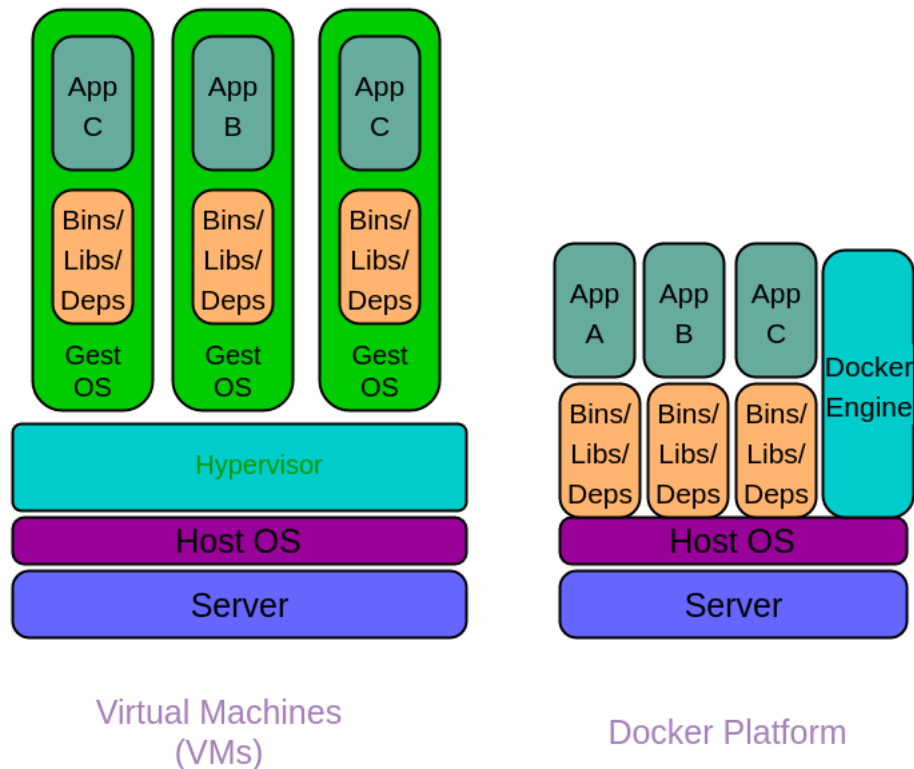 App
C
App
B
App
C
Bins/
Libs/
Deps
Bins/
Libs/
Deps
Bins/
Libs/
Deps
Gest
OS
Gest
OS
Gest
OS
Hypervisor
Host OS
Server
Virtual Machines
(VMs)
App
A
App
B
App
C
Docker
Engine
Bins/
Libs/
Deps
Bins/
Libs/
Deps
Bins/
Libs/
Deps
Host OS
Server
Docker Platform